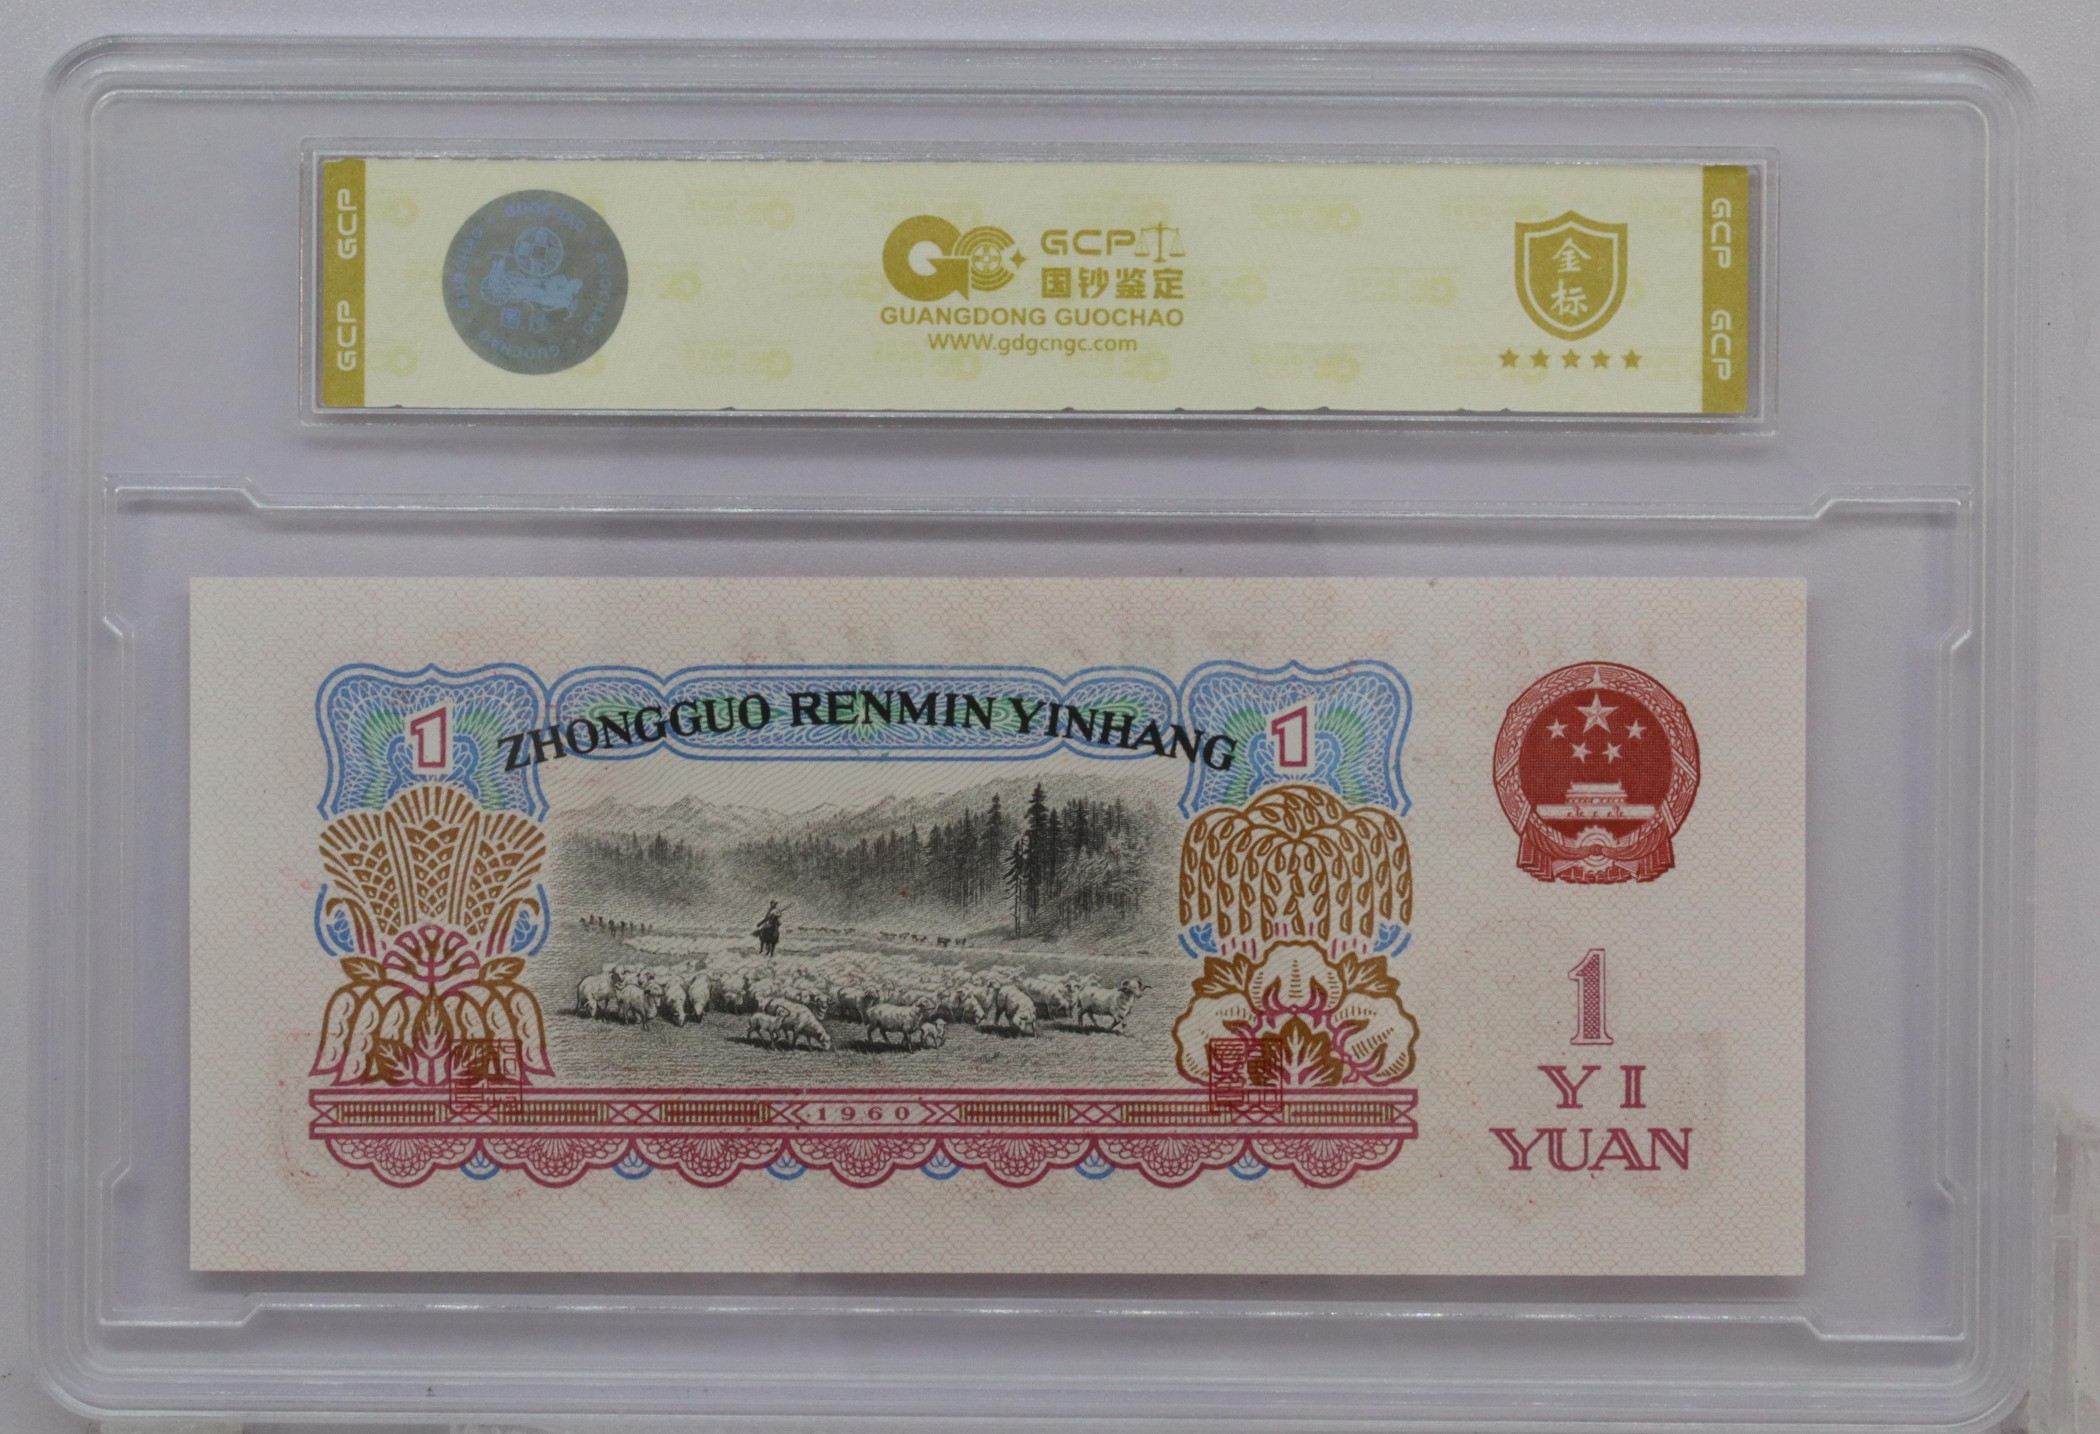 GCP GCP
GUOCHAO
GCP
国钞鉴定
GUANGDONG GUOCHAO
WWW.gdgcngc.com
金标
GCP GCP
1 ZHONGGUO RENMIN YINHANG 1
1960
1
YI
YUAN